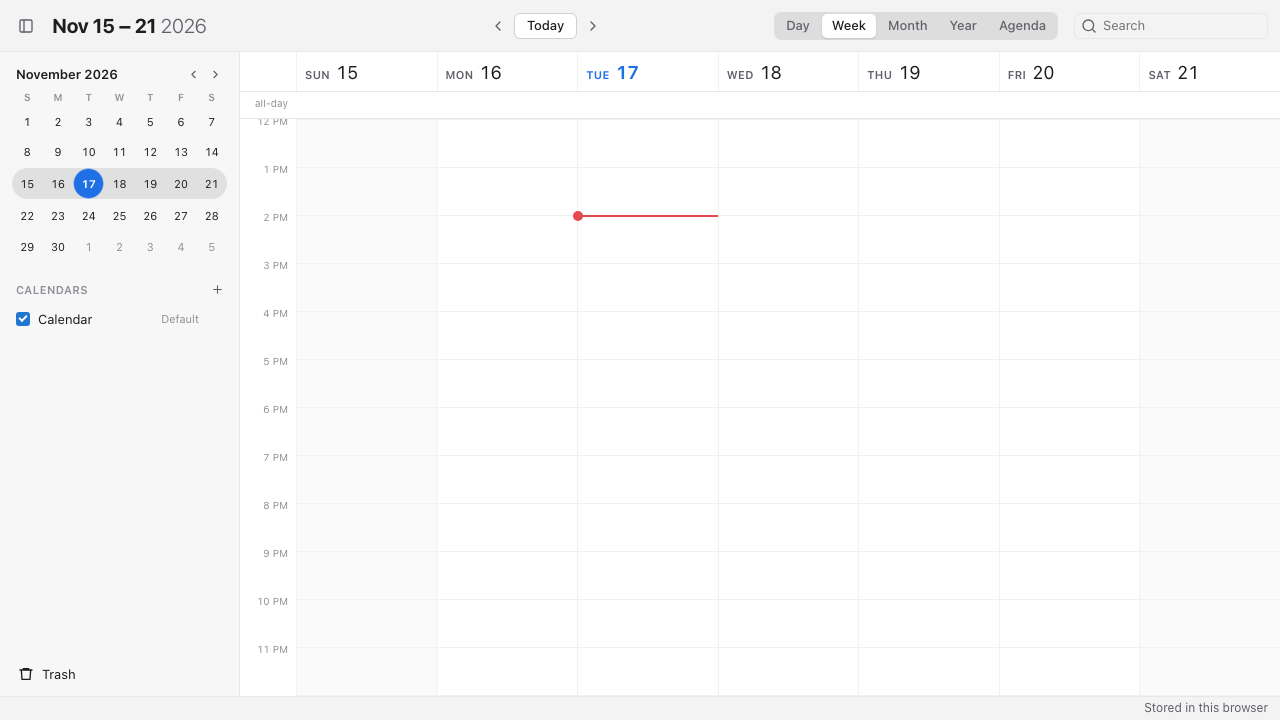 Nov 15 – 21 2026
Today
Day Week Month Year Agenda
Search
November 2026
S M T W T F S
1 2 3 4 5 6 7
8 9 10 11 12 13 14
15 16 17 18 19 20 21
22 23 24 25 26 27 28
29 30 1 2 3 4 5
CALENDARS
Calendar Default
Trash
SUN 15 MON 16 TUE 17 WED 18 THU 19 FRI 20 SAT 21
all-day
12 PM
1 PM
2 PM
3 PM
4 PM
5 PM
6 PM
7 PM
8 PM
9 PM
10 PM
11 PM
Stored in this browser